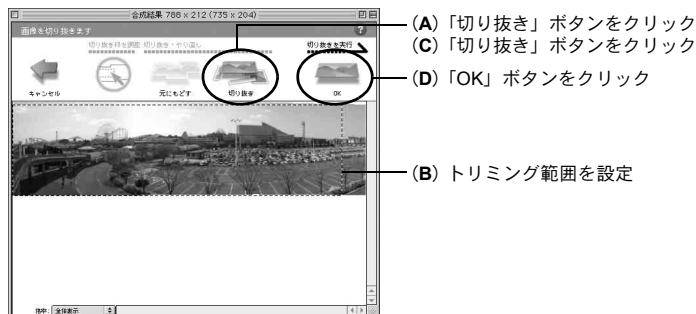 合成結果 788 x 212 (735 x 204)
画像を切り抜きます
?
切り抜き枠を調整
切り抜き・やり直し
切り抜きを実行
キャンセル
元にもどす
切り抜き
OK
全体表示
(A)「切り抜き」ボタンをクリック
(C)「切り抜き」ボタンをクリック
(D)「OK」ボタンをクリック
(B) トリミング範囲を設定